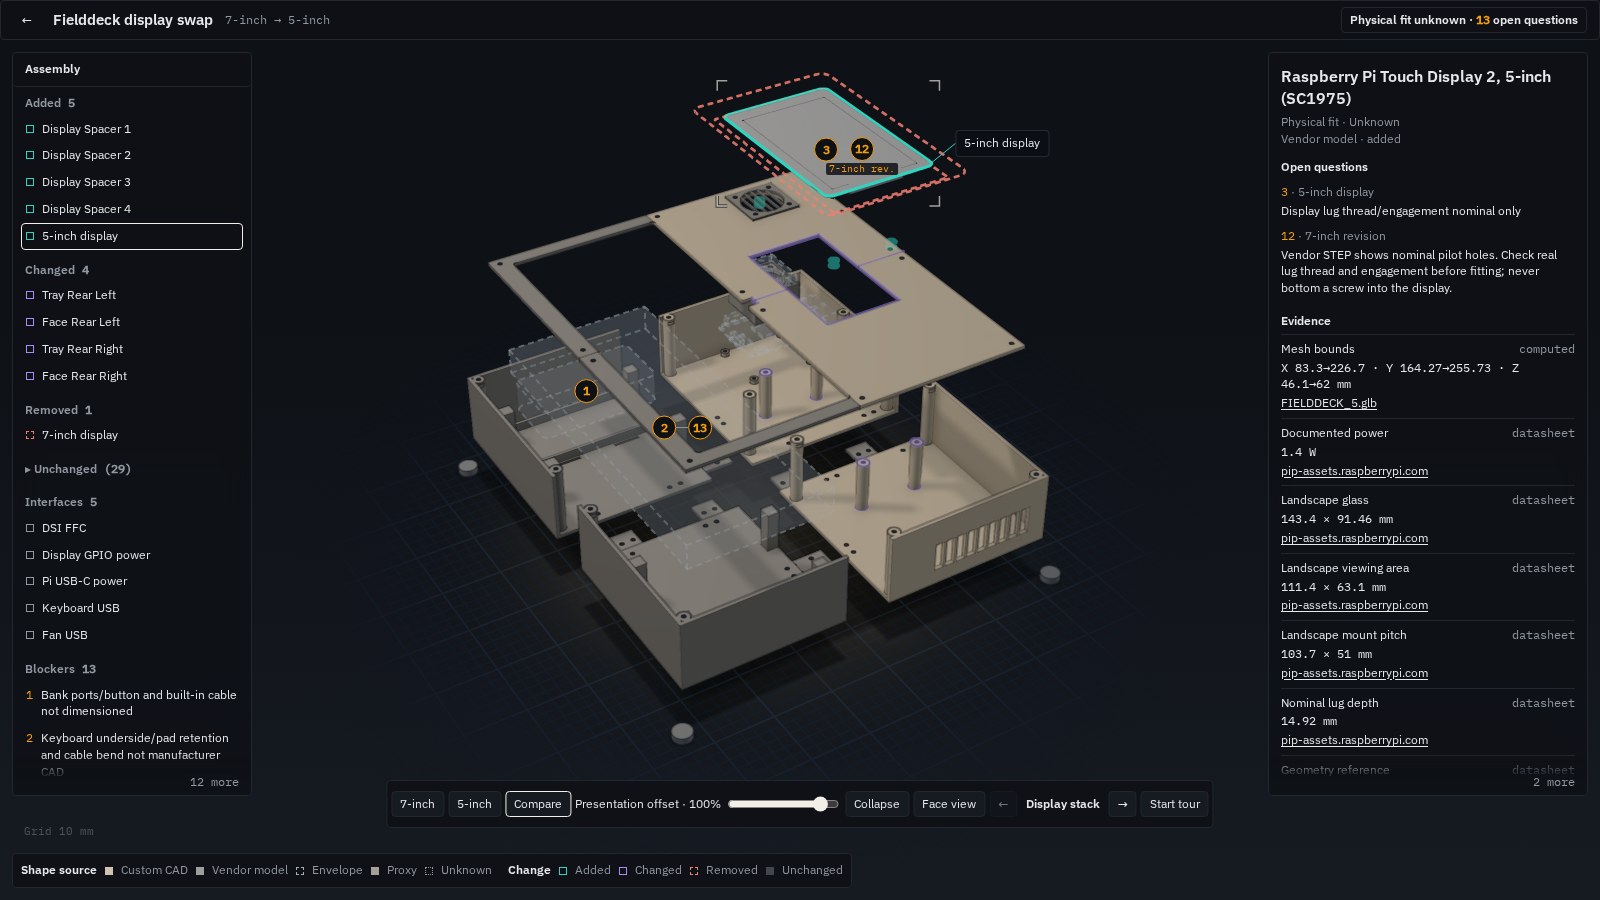 ← Fielddeck display swap 7-inch → 5-inch
Physical fit unknown · 13 open questions
Assembly
Added 5
Display Spacer 1
Display Spacer 2
Display Spacer 3
Display Spacer 4
5-inch display
Changed 4
Tray Rear Left
Face Rear Left
Tray Rear Right
Face Rear Right
Removed 1
7-inch display
▸ Unchanged (29)
Interfaces 5
DSI FFC
Display GPIO power
Pi USB-C power
Keyboard USB
Fan USB
Blockers 13
1 Bank ports/button and built-in cable
not dimensioned
2 Keyboard underside/pad retention
and cable bend not manufacturer
CAD
12 more
Grid 10 mm
3 12
7-inch rev.
5-inch display
1
2 13
Raspberry Pi Touch Display 2, 5-inch
(SC1975)
Physical fit · Unknown
Vendor model · added
Open questions
3 · 5-inch display
Display lug thread/engagement nominal only
12 · 7-inch revision
Vendor STEP shows nominal pilot holes. Check real
lug thread and engagement before fitting; never
bottom a screw into the display.
Evidence
Mesh bounds computed
X 83.3→226.7 · Y 164.27→255.73 · Z
46.1→62 mm
FIELDDECK_5.glb
Documented power datasheet
1.4 W
pip-assets.raspberrypi.com
Landscape glass datasheet
143.4 × 91.46 mm
pip-assets.raspberrypi.com
Landscape viewing area datasheet
111.4 × 63.1 mm
pip-assets.raspberrypi.com
Landscape mount pitch datasheet
103.7 × 51 mm
pip-assets.raspberrypi.com
Nominal lug depth datasheet
14.92 mm
pip-assets.raspberrypi.com
Geometry reference datasheet
2 more
7-inch 5-inch Compare Presentation offset · 100% Collapse Face view ← Display stack → Start tour
Shape source Custom CAD Vendor model Envelope Proxy Unknown Change Added Changed Removed Unchanged